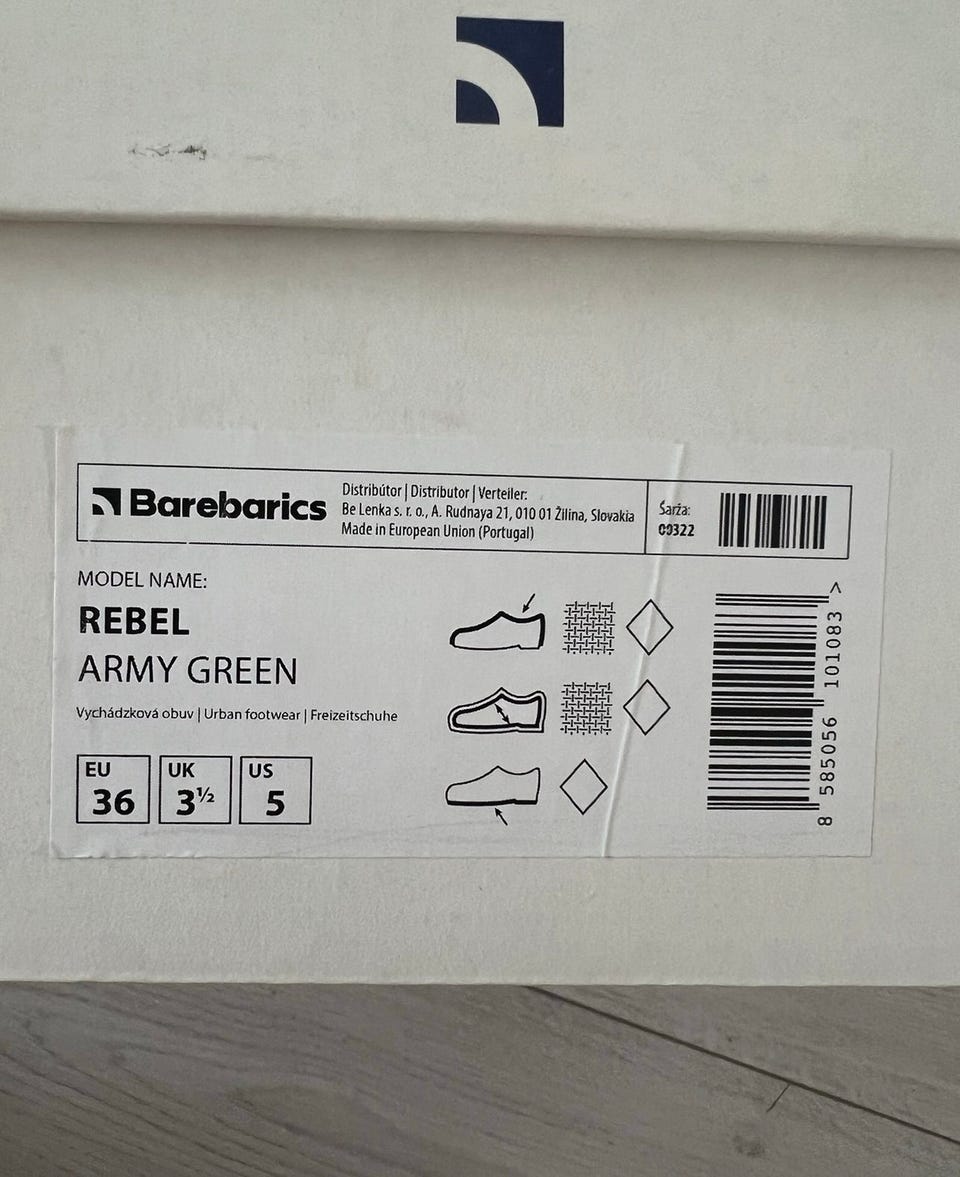 Barebarics
Distribútor | Distributor | Verteiler:
Be Lenka s. r. o., A. Rudnaya 21, 010 01 Žilina, Slovakia
Made in European Union (Portugal)
Šarža:
00322
MODEL NAME:
REBEL
ARMY GREEN
Vychádzková obuv | Urban footwear | Freizeitschuhe
EU
36
UK
3½
US
5
8 585056 101083 >